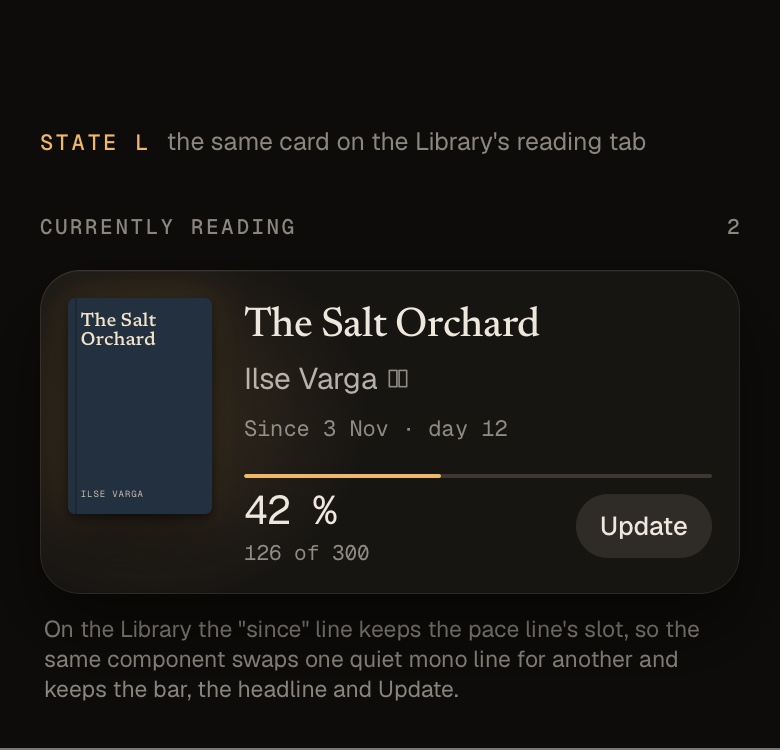 STATE L the same card on the Library's reading tab
CURRENTLY READING 2
The Salt
Orchard
ILSE VARGA
The Salt Orchard
Ilse Varga
Since 3 Nov · day 12
42 %
126 of 300
Update
On the Library the "since" line keeps the pace line's slot, so the
same component swaps one quiet mono line for another and
keeps the bar, the headline and Update.